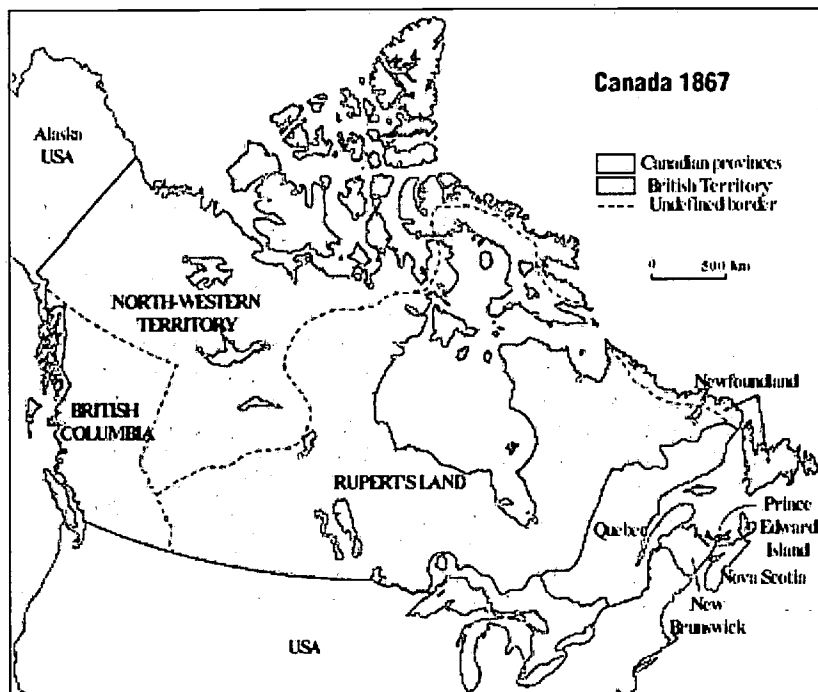 Canada 1867
Alaska
USA
Canadian provinces
British Territory
Undefined border
0 500 km
NORTH-WESTERN
TERRITORY
BRITISH
COLUMBIA
RUPERT'S LAND
Newfoundland
Quebec
Prince
Edward
Island
Nova Scotia
New
Brunswick
USA